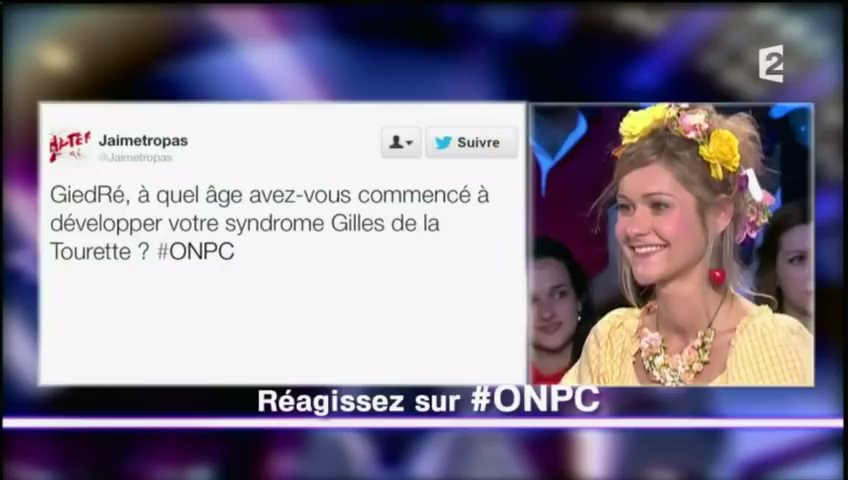 2
Jaimetropas
@Jaimetropas
Suivre
GiedRé, à quel âge avez-vous commencé à
développer votre syndrome Gilles de la
Tourette ? #ONPC
Réagissez sur #ONPC